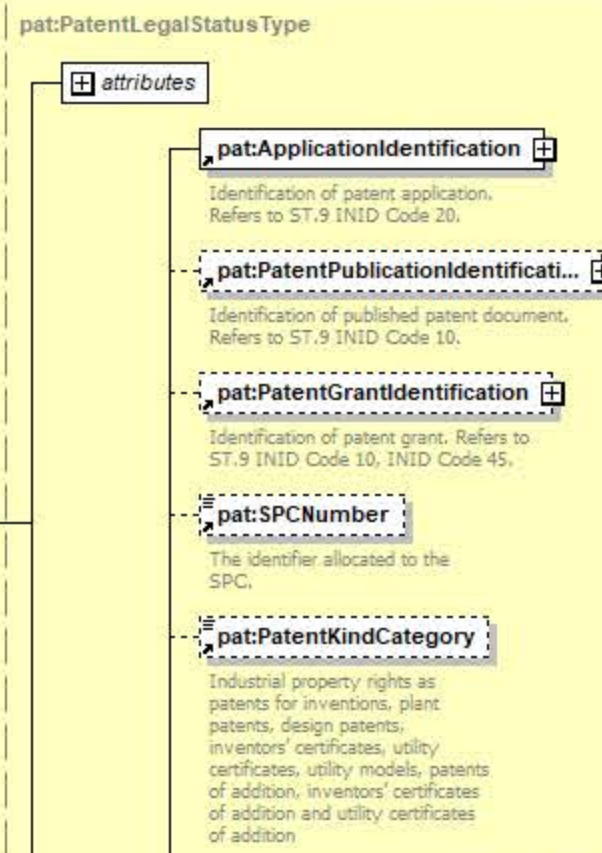 pat:PatentLegalStatusType
attributes
pat:ApplicationIdentification
Identification of patent application.
Refers to ST.9 INID Code 20.
pat:PatentPublicationIdentificati...
Identification of published patent document.
Refers to ST.9 INID Code 10.
pat:PatentGrantIdentification
Identification of patent grant. Refers to
ST.9 INID Code 10, INID Code 45.
pat:SPCNumber
The identifier allocated to the
SPC.
pat:PatentKindCategory
Industrial property rights as
patents for inventions, plant
patents, design patents,
inventors' certificates, utility
certificates, utility models, patents
of addition, inventors' certificates
of addition and utility certificates
of addition